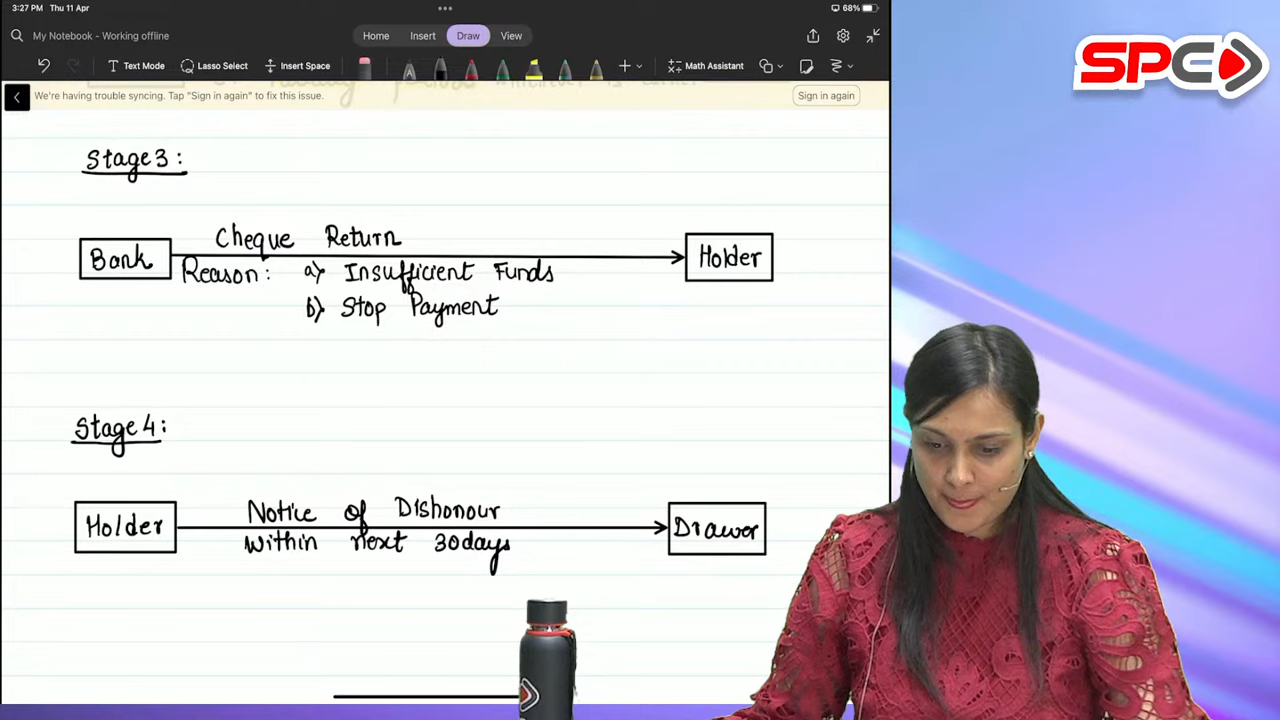 3:27 PM Thu 11 Apr
68%
My Notebook - Working offline
Home Insert Draw View
Text Mode Lasso Select Insert Space Math Assistant
We're having trouble syncing. Tap "Sign in again" to fix this issue. Sign in again
SPC
Stage 3:
Bank Cheque Return Holder
Reason: a) Insufficient Funds
b) Stop Payment
Stage 4:
Holder Notice of Dishonour Drawer
within next 30days